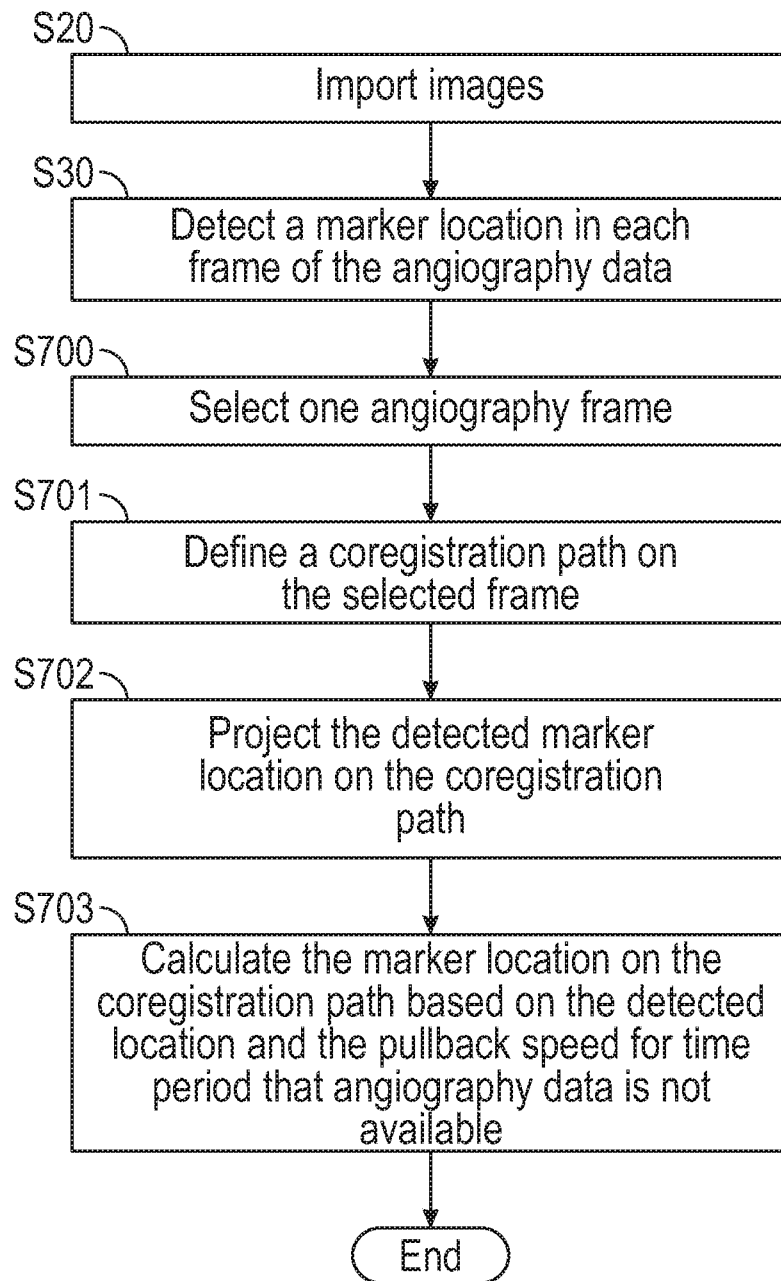 S20
Import images
S30
Detect a marker location in each
frame of the angiography data
S700
Select one angiography frame
S701
Define a coregistration path on
the selected frame
S702
Project the detected marker
location on the coregistration
path
S703
Calculate the marker location on the
coregistration path based on the detected
location and the pullback speed for time
period that angiography data is not
available
End